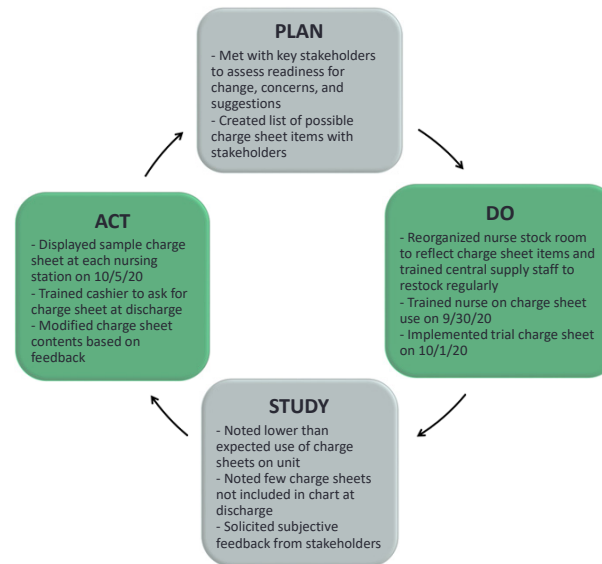 PLAN
- Met with key stakeholders
to assess readiness for
change, concerns, and
suggestions
- Created list of possible
charge sheet items with
stakeholders
DO
- Reorganized nurse stock room
to reflect charge sheet items and
trained central supply staff to
restock regularly
- Trained nurse on charge sheet
use on 9/30/20
- Implemented trial charge sheet
on 10/1/20
STUDY
- Noted lower than
expected use of charge
sheets on unit
- Noted few charge sheets
not included in chart at
discharge
- Solicited subjective
feedback from stakeholders
ACT
- Displayed sample charge
sheet at each nursing
station on 10/5/20
- Trained cashier to ask for
charge sheet at discharge
- Modified charge sheet
contents based on
feedback